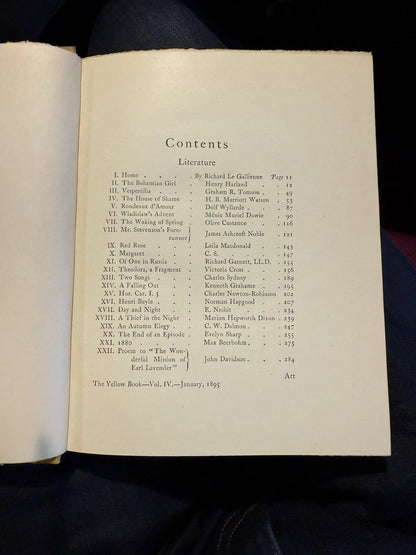 Contents
Literature
I. Home . . . . By Richard Le Gallienne Page 11
II. The Bohemian Girl . Henry Harland . . 12
III. Vespertilia . . . Graham R. Tomson . . 49
IV. The House of Shame . H. B. Marriott Watson . 53
V. Rondeaux d'Amour . Dolf Wyllarde . . 87
VI. Wladislaw's Advent . Ménie Muriel Dowie . 90
VII. The Waking of Spring . Olive Custance . . 116
VIII. Mr. Stevenson's Fore-
runner } James Ashcroft Noble . 121
IX. Red Rose . . . Leila Macdonald . . 143
X. Margaret . . . C. S. . . . 147
XI. Of One in Russia . Richard Garnett, LL.D. . 155
XII. Theodora, a Fragment . Victoria Cross . . 156
XIII. Two Songs . . . Charles Sydney . . 189
XIV. A Falling Out . . Kenneth Grahame . . 195
XV. Hor. Car. I. 5 . . Charles Newton-Robinson . 202
XVI. Henri Beyle . . Norman Hapgood . . 207
XVII. Day and Night . . E. Nesbit . . . 234
XVIII. A Thief in the Night . Marion Hepworth Dixon . 239
XIX. An Autumn Elegy . C. W. Dalmon . . 247
XX. The End of an Episode . Evelyn Sharp . . 255
XXI. 1880 . . . . Max Beerbohm . . 275
XXII. Proem to "The Won-
derful Mission of } John Davidson . . 284
Earl Lavender"
Art
The Yellow Book—Vol. IV.—January, 1895